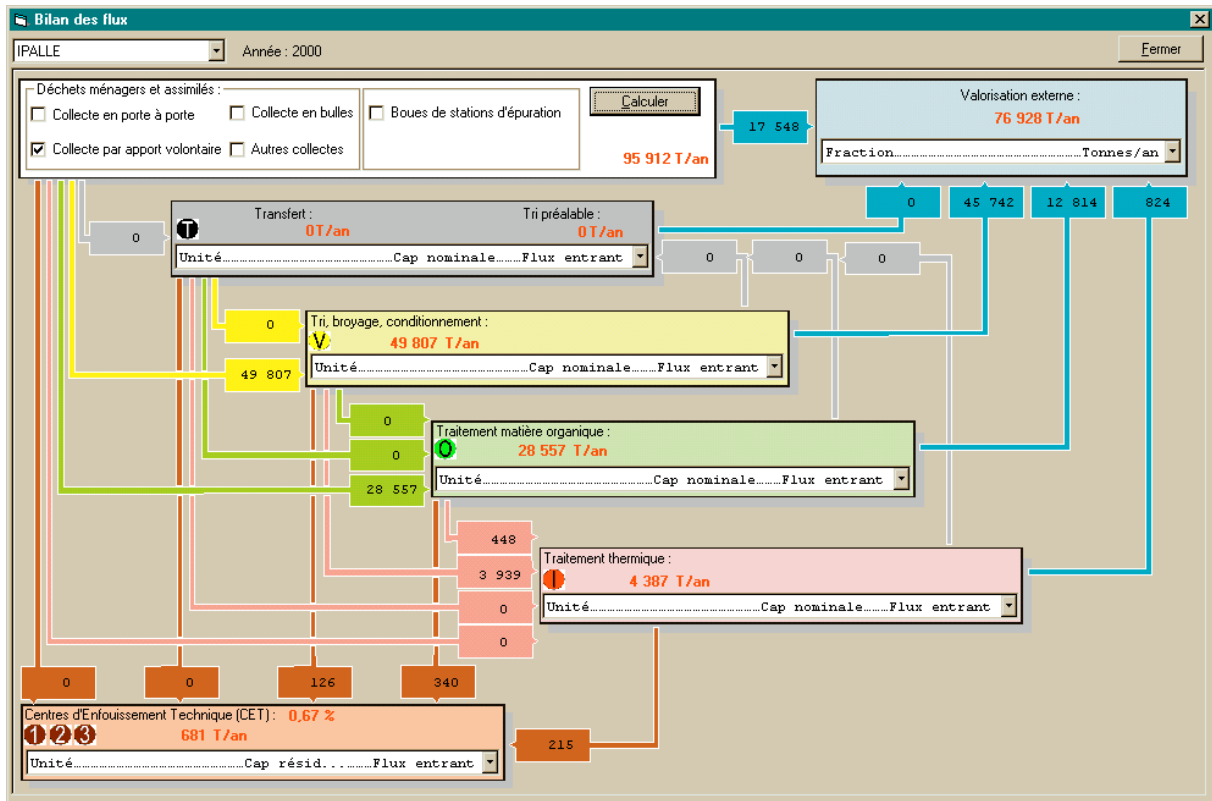 Bilan des flux
IPALLE Année : 2000 Fermer
Déchets ménagers et assimilés :
Collecte en porte à porte Collecte en bulles Boues de stations d'épuration Calculer
Collecte par apport volontaire Autres collectes
95 912 T/an
17 548
Valorisation externe :
76 928 T/an
Fraction..........Tonnes/an
0 45 742 12 814 824
0
T
Transfert : Tri préalable :
0T/an 0T/an
Unité..........Cap nominale......Flux entrant
0 0 0
0
49 807
Tri, broyage, conditionnement :
V 49 807 T/an
Unité..........Cap nominale......Flux entrant
0
0
28 557
Traitement matière organique :
O 28 557 T/an
Unité..........Cap nominale......Flux entrant
448
3 939
0
0
Traitement thermique :
I 4 387 T/an
Unité..........Cap nominale......Flux entrant
0 0 126 340
Centres d'Enfouissement Technique (CET) : 0,67 %
1 2 3 681 T/an
Unité..........Cap résid.........Flux entrant
215